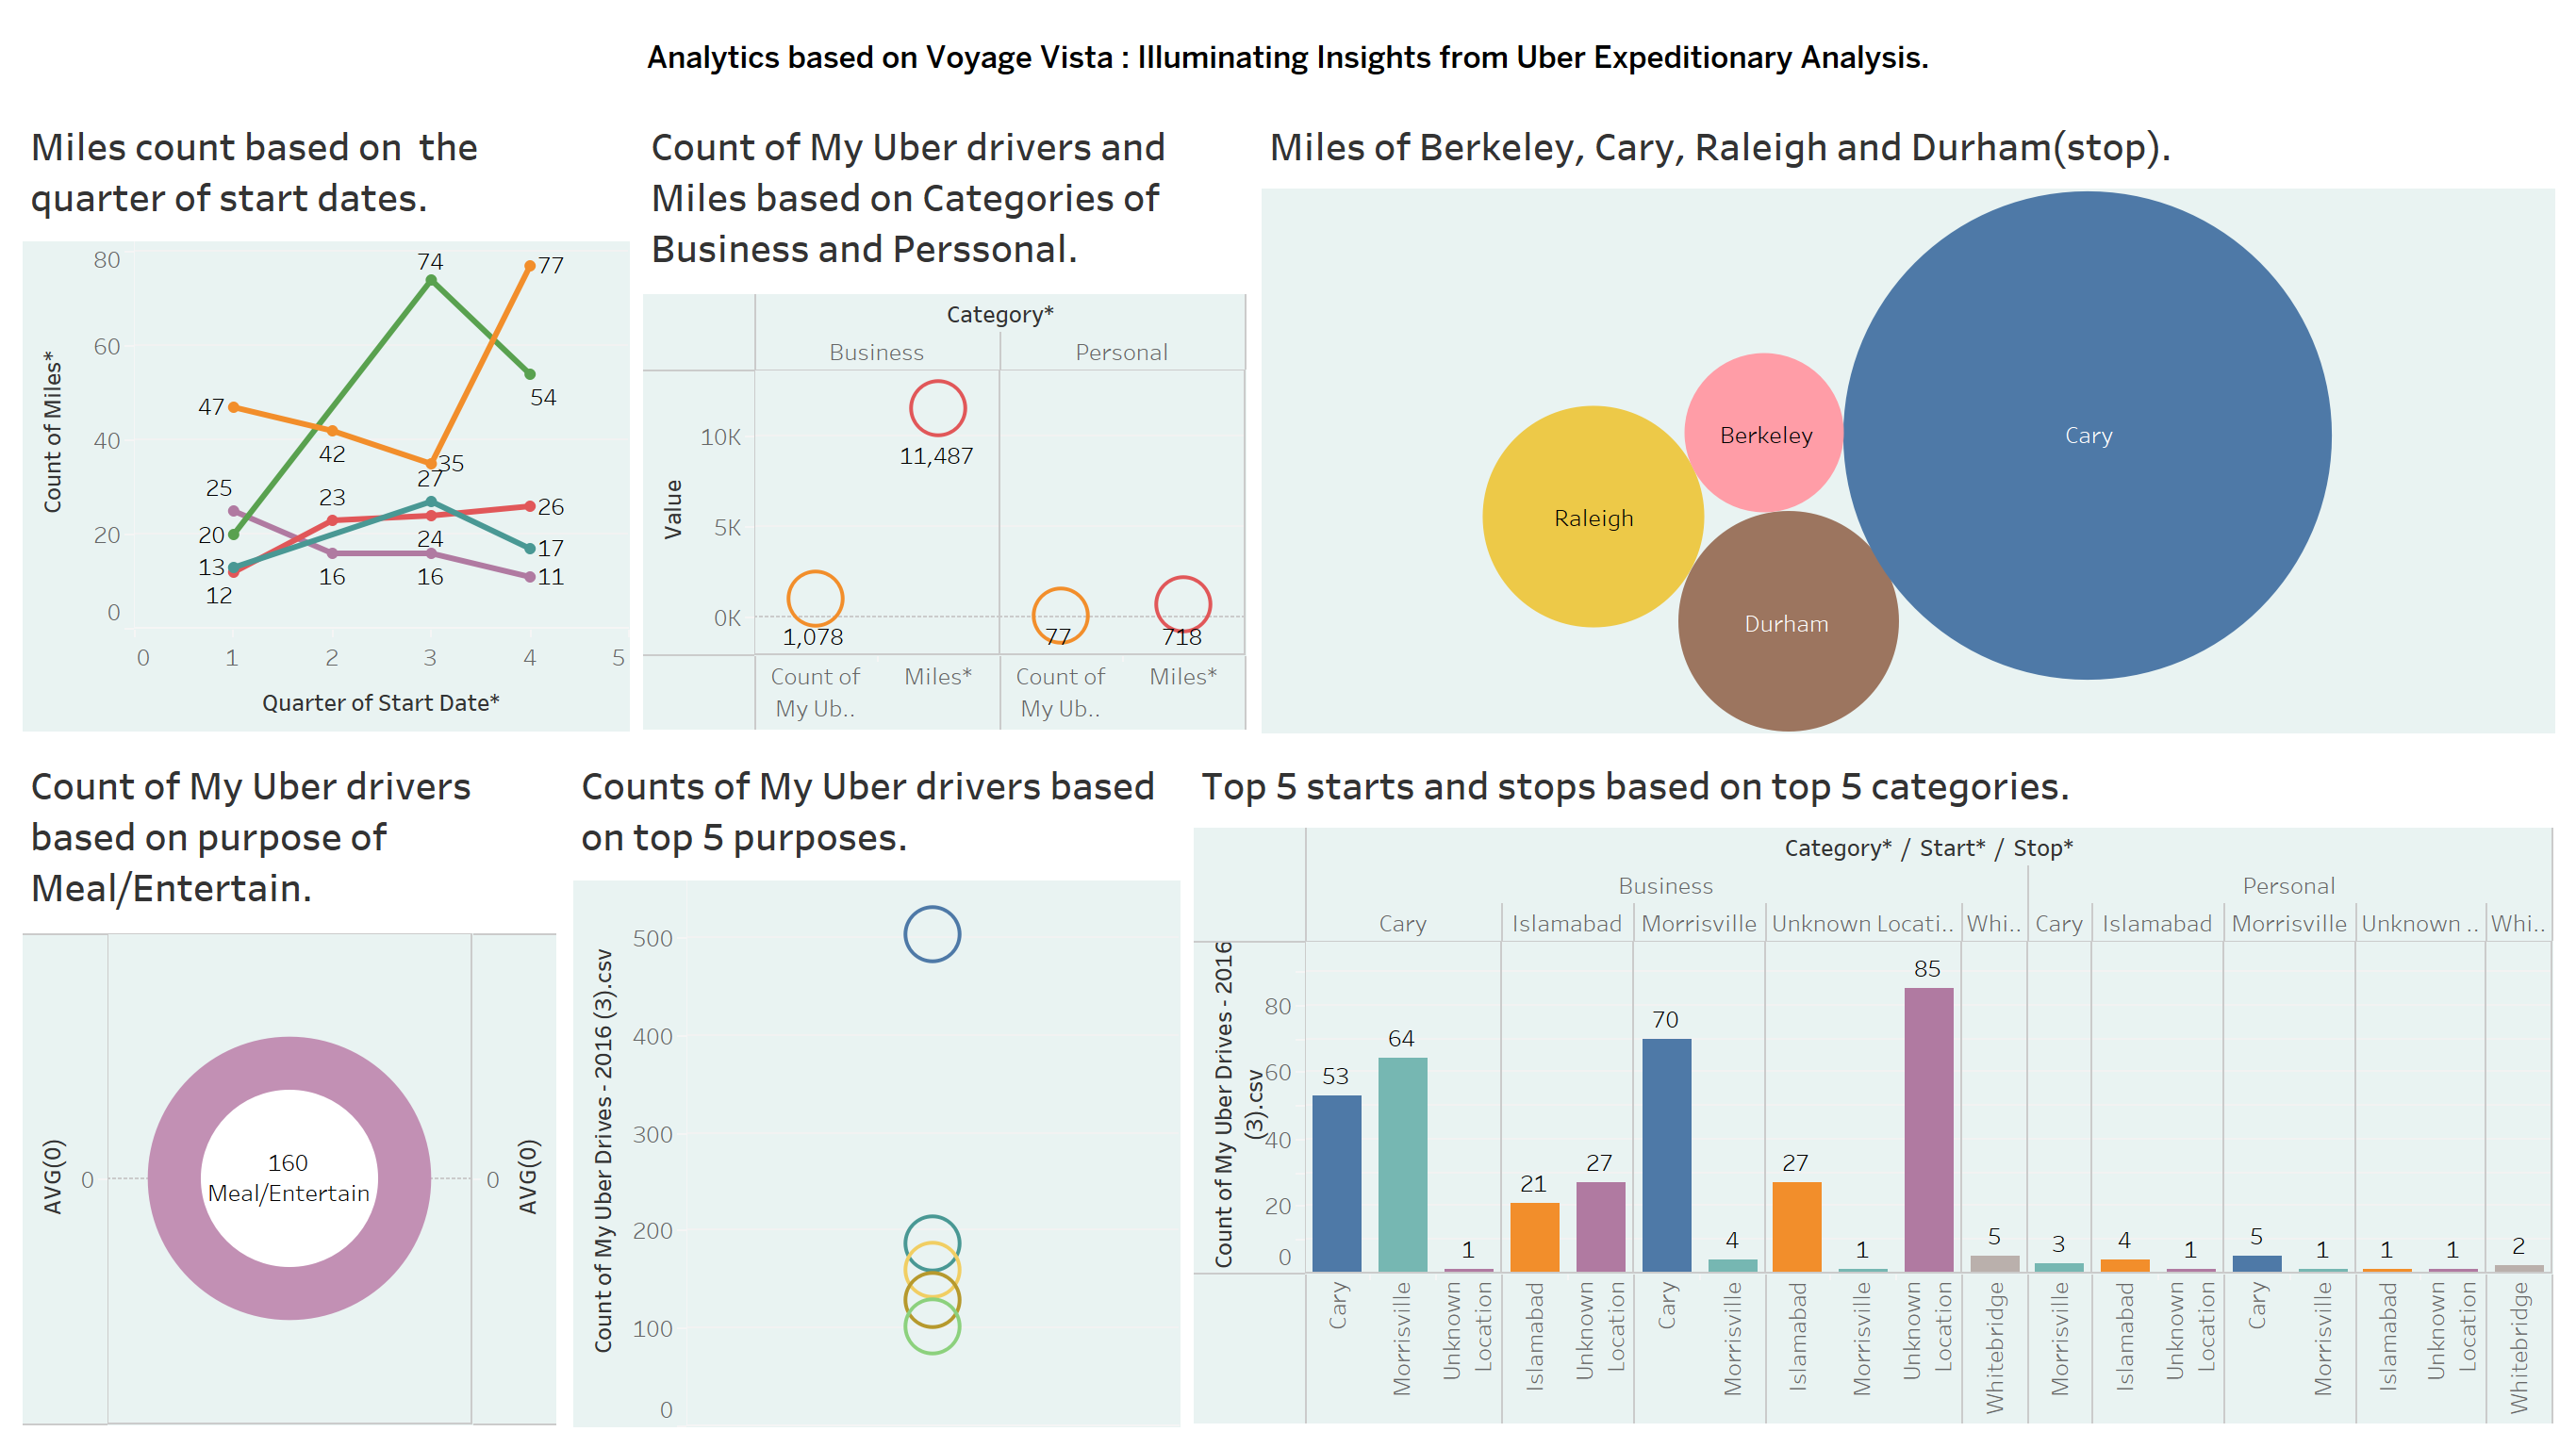 Analytics based on Voyage Vista : Illuminating Insights from Uber Expeditionary Analysis.
Miles count based on the
quarter of start dates.
80
60
40
20
0
Count of Miles*
47
25
20
13
12
42
23
16
74
35
27
24
16
77
54
26
17
11
0 1 2 3 4 5
Quarter of Start Date*
Count of My Uber drivers and
Miles based on Categories of
Business and Perssonal.
Category*
Business Personal
Value
10K
5K
0K
11,487
1,078
77
718
Count of Miles* Count of Miles*
My Ub.. My Ub..
Miles of Berkeley, Cary, Raleigh and Durham(stop).
Berkeley
Cary
Raleigh
Durham
Count of My Uber drivers
based on purpose of
Meal/Entertain.
AVG(0)
0
160
Meal/Entertain
0
AVG(0)
Counts of My Uber drivers based
on top 5 purposes.
Count of My Uber Drives - 2016 (3).csv
500
400
300
200
100
0
Top 5 starts and stops based on top 5 categories.
Category* / Start* / Stop*
Business Personal
Cary Islamabad Morrisville Unknown Locati.. Whi.. Cary Islamabad Morrisville Unknown .. Whi..
Count of My Uber Drives - 2016
(3).csv
80
60
40
20
0
53 64 1 21 27 70 4 27 1 85 5 3 4 1 5 1 1 1 2
Cary
Morrisville
Unknown
Location
Islamabad
Unknown
Location
Cary
Morrisville
Islamabad
Morrisville
Unknown
Location
Whitebridge
Morrisville
Islamabad
Unknown
Location
Cary
Morrisville
Islamabad
Unknown
Location
Whitebridge